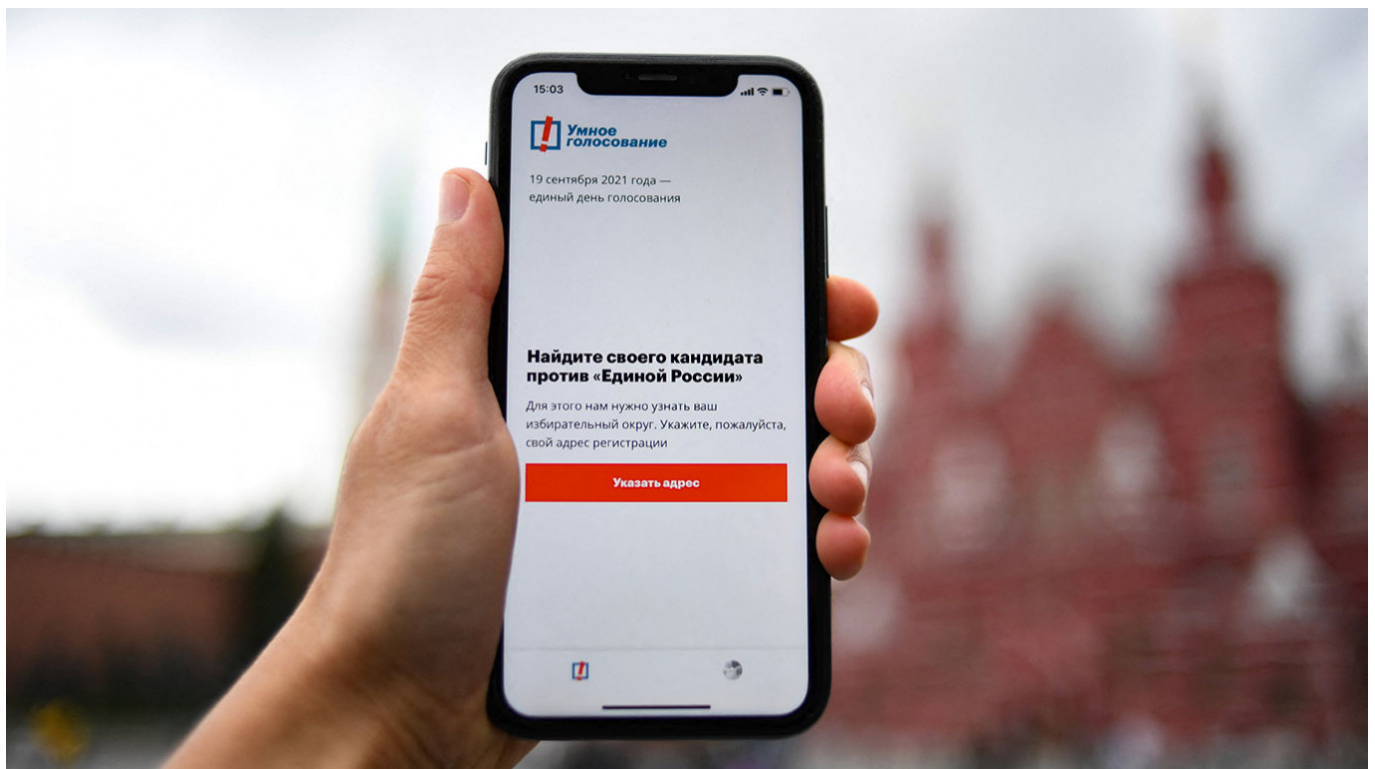 15:03
Умное
голосование
19 сентября 2021 года —
единый день голосования
Найдите своего кандидата
против «Единой России»
Для этого нам нужно узнать ваш
избирательный округ. Укажите, пожалуйста,
свой адрес регистрации
Указать адрес